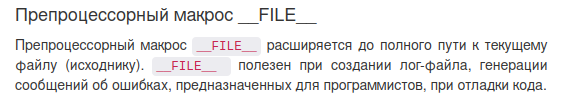 Препроцессорный макрос __FILE__
Препроцессорный макрос __FILE__ расширяется до полного пути к текущему
файлу (исходнику). __FILE__ полезен при создании лог-файла, генерации
сообщений об ошибках, предназначенных для программистов, при отладки кода.